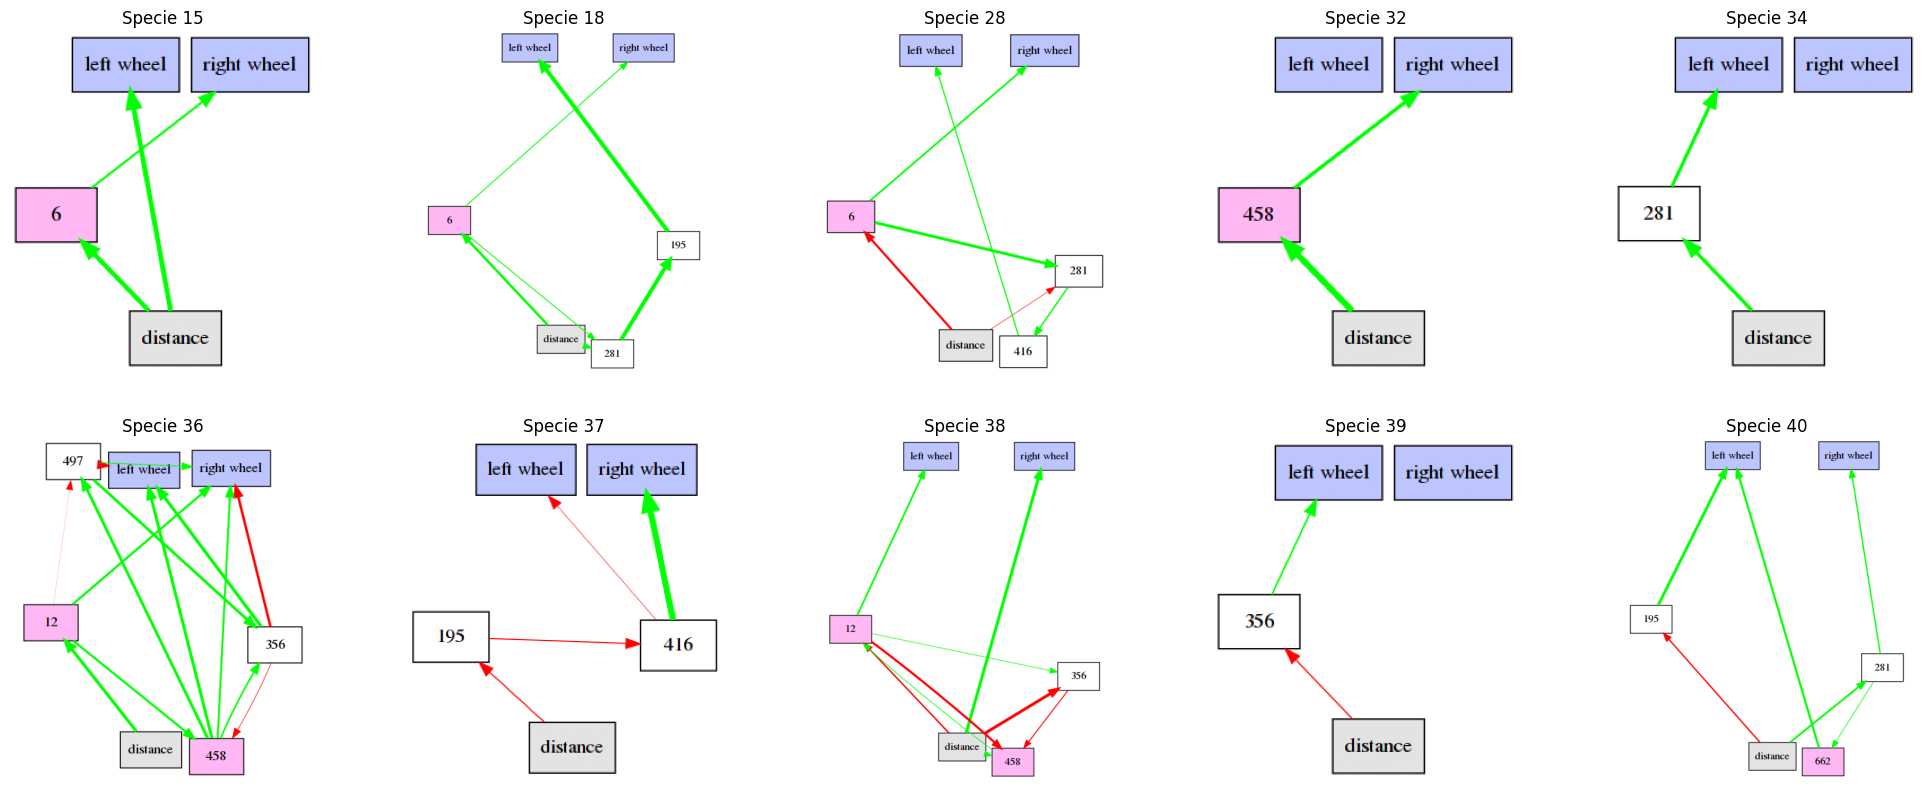 Specie 15
left wheel
right wheel
6
distance
Specie 18
left wheel
right wheel
6
195
distance
281
Specie 28
left wheel
right wheel
6
281
distance
416
Specie 32
left wheel
right wheel
458
distance
Specie 34
left wheel
right wheel
281
distance
Specie 36
497
left wheel
right wheel
12
356
distance
458
Specie 37
left wheel
right wheel
195
416
distance
Specie 38
left wheel
right wheel
12
356
distance
458
Specie 39
left wheel
right wheel
356
distance
Specie 40
left wheel
right wheel
195
281
distance
662